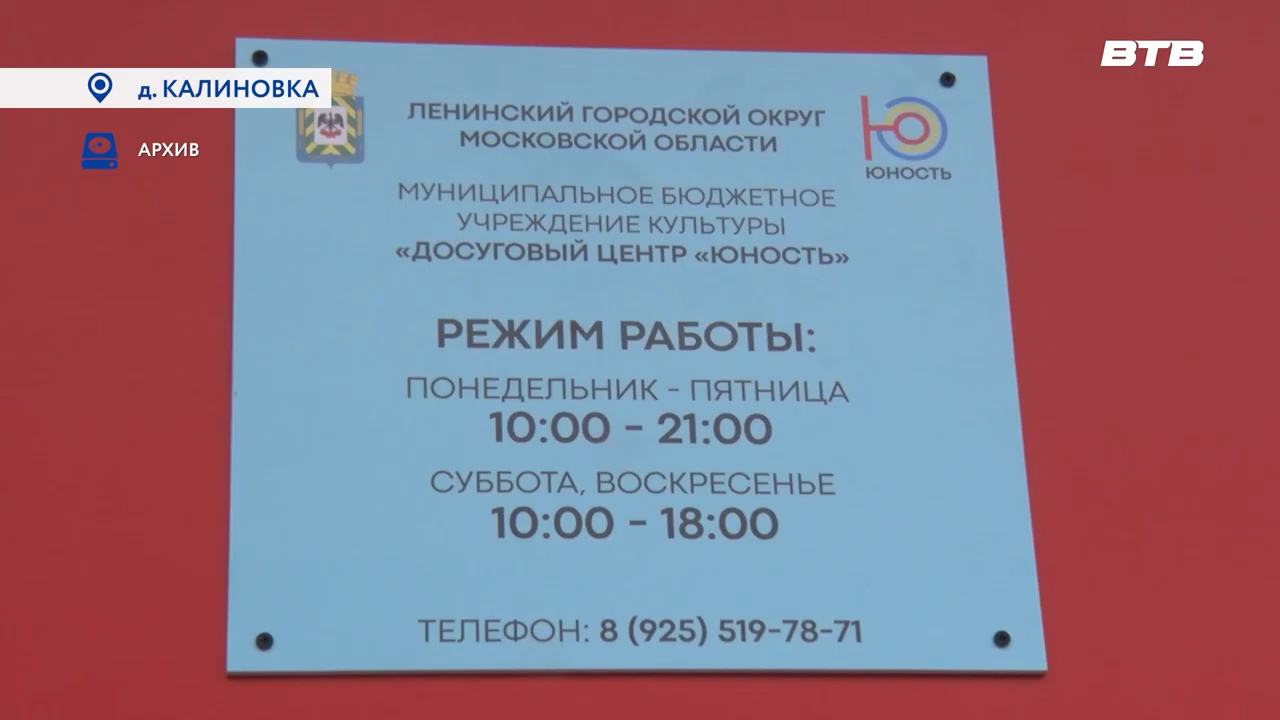 ВТВ
д. КАЛИНОВКА
АРХИВ
ЛЕНИНСКИЙ ГОРОДСКОЙ ОКРУГ
МОСКОВСКОЙ ОБЛАСТИ
ЮНОСТЬ
МУНИЦИПАЛЬНОЕ БЮДЖЕТНОЕ
УЧРЕЖДЕНИЕ КУЛЬТУРЫ
«ДОСУГОВЫЙ ЦЕНТР «ЮНОСТЬ»
РЕЖИМ РАБОТЫ:
ПОНЕДЕЛЬНИК - ПЯТНИЦА
10:00 - 21:00
СУББОТА, ВОСКРЕСЕНЬЕ
10:00 - 18:00
ТЕЛЕФОН: 8 (925) 519-78-71